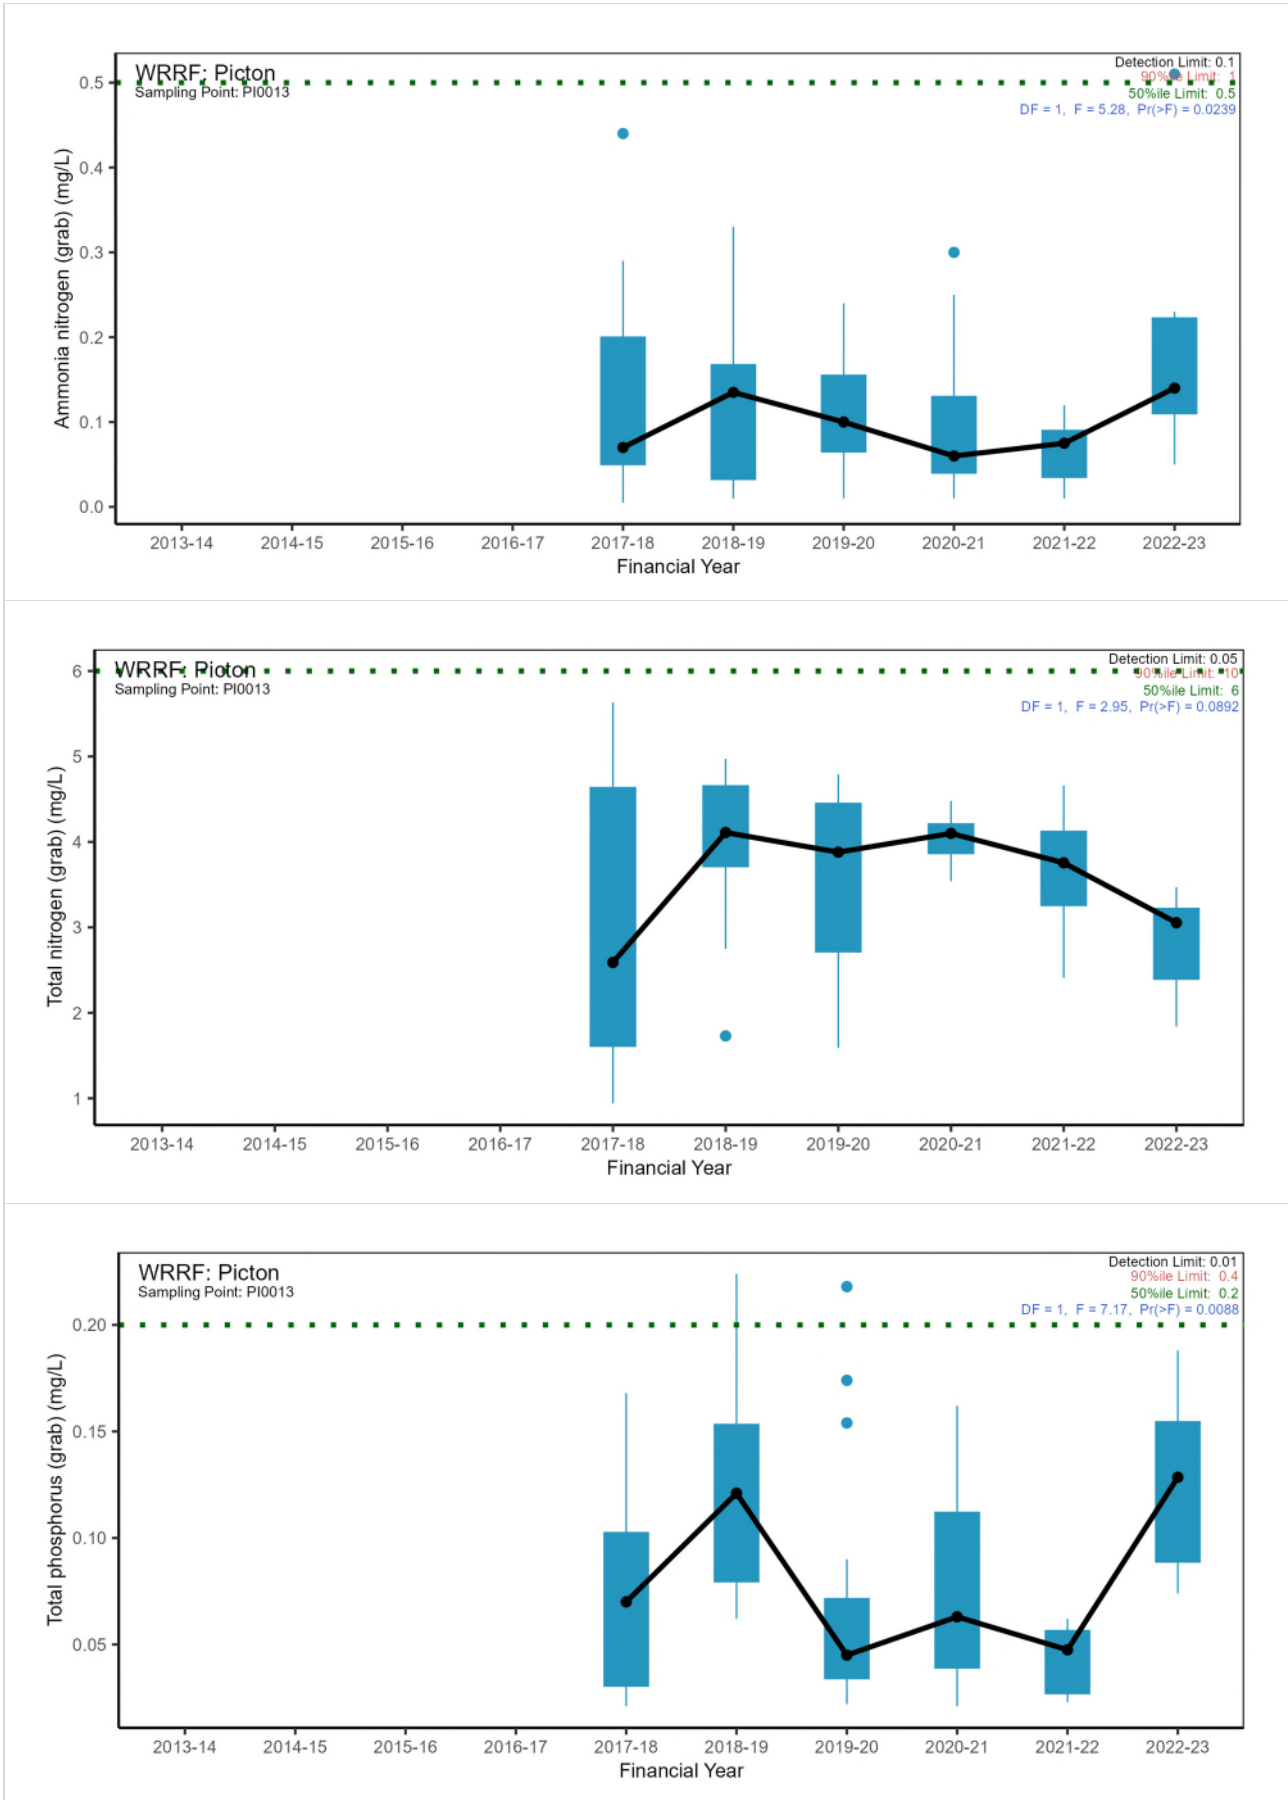 WRRF: Picton
Sampling Point: PI0013
Detection Limit: 0.1
90%ile Limit: 1
50%ile Limit: 0.5
DF = 1, F = 5.28, Pr(>F) = 0.0239
Ammonia nitrogen (grab) (mg/L)
0.5
0.4
0.3
0.2
0.1
0.0
2013-14 2014-15 2015-16 2016-17 2017-18 2018-19 2019-20 2020-21 2021-22 2022-23
Financial Year
WRRF: Picton
Sampling Point: PI0013
Detection Limit: 0.05
90%ile Limit: 10
50%ile Limit: 6
DF = 1, F = 2.95, Pr(>F) = 0.0892
Total nitrogen (grab) (mg/L)
6
5
4
3
2
1
2013-14 2014-15 2015-16 2016-17 2017-18 2018-19 2019-20 2020-21 2021-22 2022-23
Financial Year
WRRF: Picton
Sampling Point: PI0013
Detection Limit: 0.01
90%ile Limit: 0.4
50%ile Limit: 0.2
DF = 1, F = 7.17, Pr(>F) = 0.0088
Total phosphorus (grab) (mg/L)
0.20
0.15
0.10
0.05
2013-14 2014-15 2015-16 2016-17 2017-18 2018-19 2019-20 2020-21 2021-22 2022-23
Financial Year